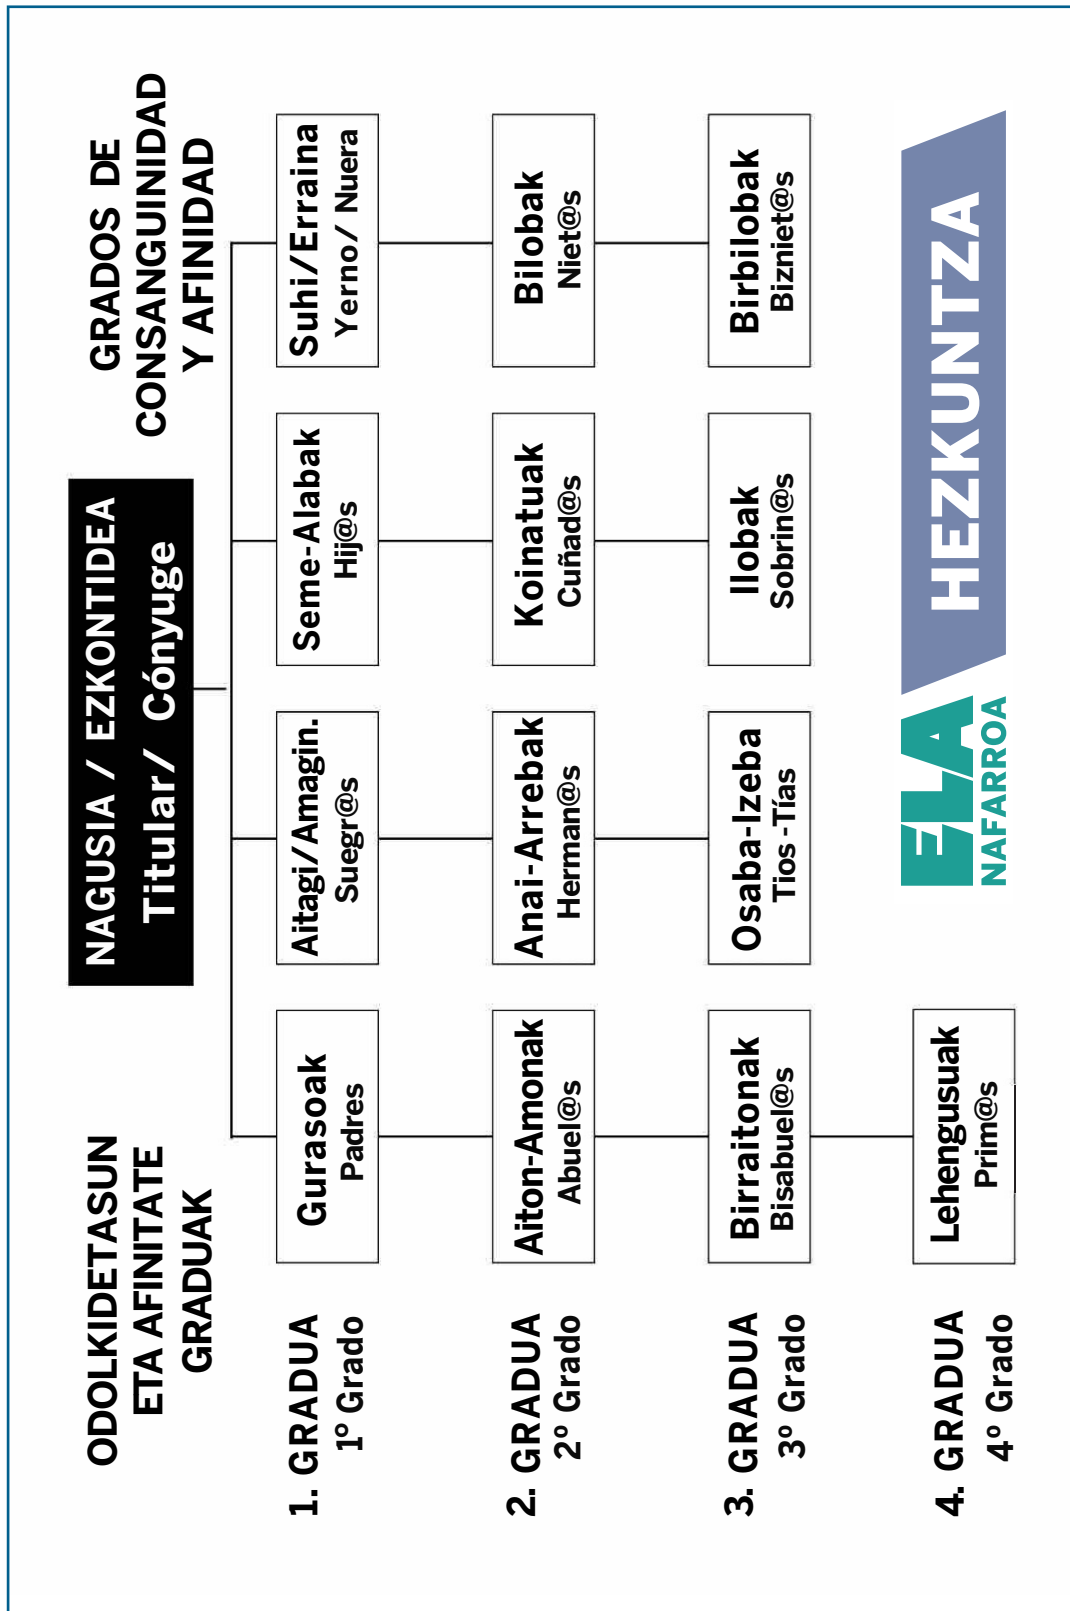 ODOLKIDETASUN
ETA AFINITATE
GRADUAK
NAGUSIA / EZKONTIDEA
Titular/ Cónyuge
GRADOS DE
CONSANGUINIDAD
Y AFINIDAD
1. GRADUA
1º Grado
Gurasoak
Padres
Aitagi/Amagin.
Suegr@s
Seme-Alabak
Hij@s
Suhi/Erraina
Yerno/ Nuera
2. GRADUA
2º Grado
Aiton-Amonak
Abuel@s
Anai-Arrebak
Herman@s
Koinatuak
Cuñad@s
Bilobak
Niet@s
3. GRADUA
3º Grado
Birraitonak
Bisabuel@s
Osaba-Izeba
Tios -Tías
Ilobak
Sobrin@s
Birbilobak
Bizniet@s
4. GRADUA
4º Grado
Lehengusuak
Prim@s
ELA
NAFARROA
HEZKUNTZA